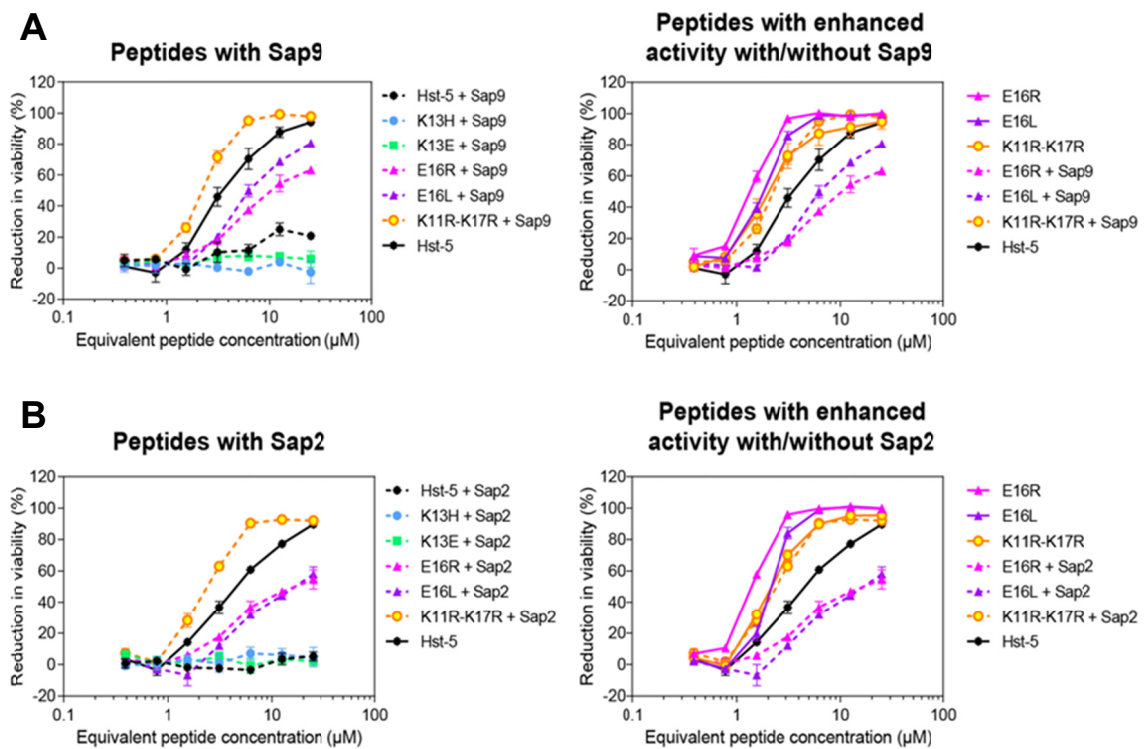 A
Peptides with Sap9
120
100
80
60
40
20
0
-20
0.1
1
10
100
Reduction in viability (%)
Equivalent peptide concentration (µM)
Hst-5 + Sap9
K13H + Sap9
K13E + Sap9
E16R + Sap9
E16L + Sap9
K11R-K17R + Sap9
Hst-5
Peptides with enhanced
activity with/without Sap9
120
100
80
60
40
20
0
-20
0.1
1
10
100
Reduction in viability (%)
Equivalent peptide concentration (µM)
E16R
E16L
K11R-K17R
E16R + Sap9
E16L + Sap9
K11R-K17R + Sap9
Hst-5
B
Peptides with Sap2
120
100
80
60
40
20
0
-20
0.1
1
10
100
Reduction in viability (%)
Equivalent peptide concentration (µM)
Hst-5 + Sap2
K13H + Sap2
K13E + Sap2
E16R + Sap2
E16L + Sap2
K11R-K17R + Sap2
Hst-5
Peptides with enhanced
activity with/without Sap2
120
100
80
60
40
20
0
-20
0.1
1
10
100
Reduction in viability (%)
Equivalent peptide concentration (µM)
E16R
E16L
K11R-K17R
E16R + Sap2
E16L + Sap2
K11R-K17R + Sap2
Hst-5